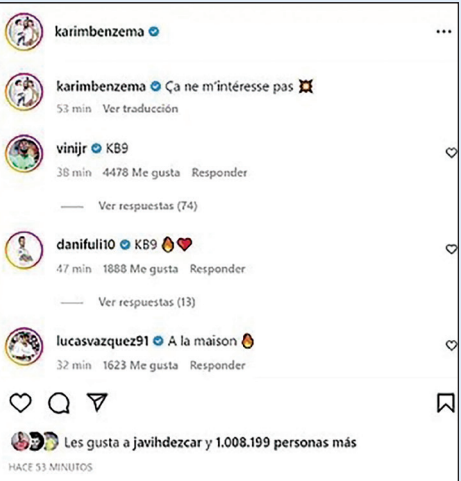 karimbenzema
karimbenzema Ça ne m'intéresse pas 💥
53 min Ver traducción
vinijr KB9
38 min 4478 Me gusta Responder
Ver respuestas (74)
danifuli10 KB9 🔥❤️
47 min 1888 Me gusta Responder
Ver respuestas (13)
lucasvazquez91 A la maison 🔥
32 min 1623 Me gusta Responder
Les gusta a javihdezcar y 1.008.199 personas más
HACE 53 MINUTOS